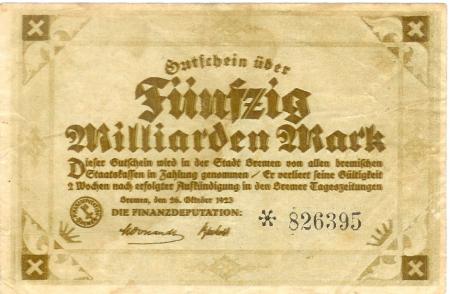 Gutschein über
Fünfzig
Milliarden Mark
Dieser Gutschein wird in der Stadt Bremen von allen bremischen
Staatskassen in Zahlung genommen / Er verliert seine Gültigkeit
2 Wochen nach erfolgter Aufkündigung in den Bremer Tageszeitungen
Bremen, den 26. Oktober 1923
DIE FINANZDEPUTATION:
* 826395